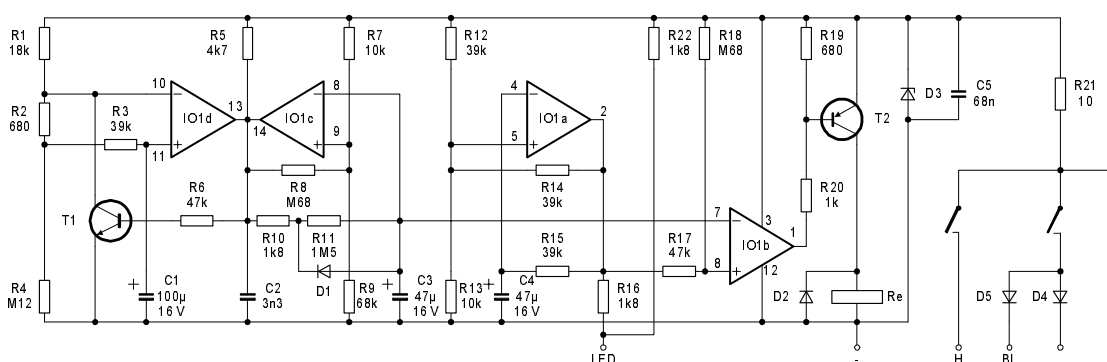 R1
18k
R5
4k7
R7
10k
R12
39k
R22
1k8
R18
M68
R19
680
R2
680
R3
39k
10
11
IO1d
13
14
IO1c
8
9
4
5
IO1a
2
T2
D3
C5
68n
R21
10
R8
M68
R14
39k
T1
R6
47k
R10
1k8
R11
1M5
D1
R15
39k
R17
47k
7
8
IO1b
3
12
1
R20
1k
R4
M12
C1
100µ
16V
C2
3n3
R9
68k
C3
47µ
16V
R13
10k
C4
47µ
16V
R16
1k8
D2
Re
D5
D4
LED
-
H